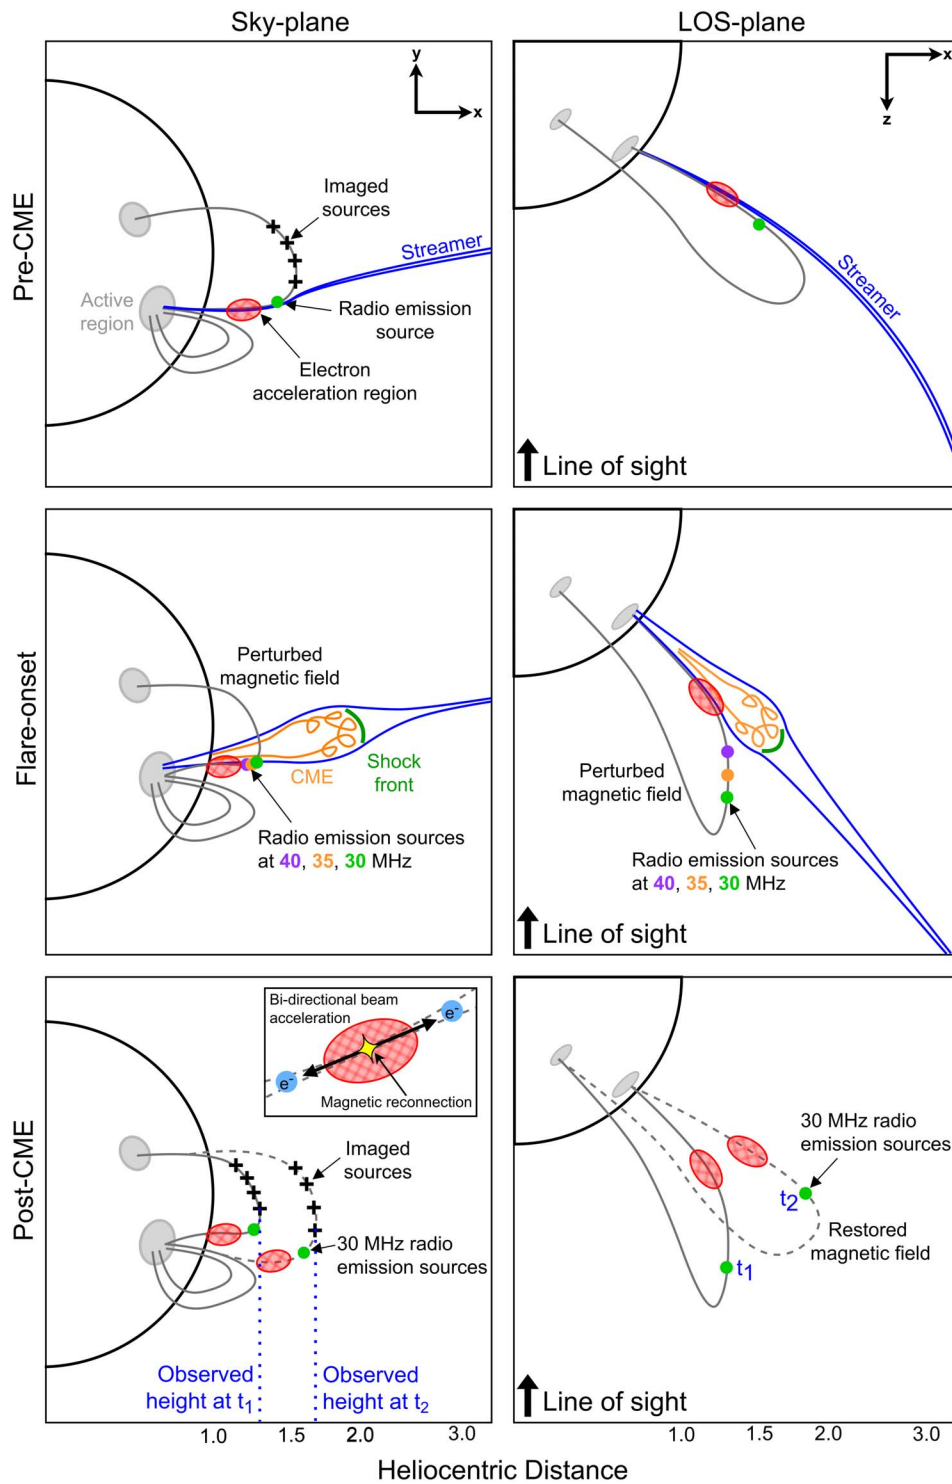 Sky-plane
LOS-plane
Pre-CME
y
x
Imaged
sources
Streamer
Active
region
Radio emission
source
Electron
acceleration region
x
z
Streamer
Line of sight
Flare-onset
Perturbed
magnetic field
CME
Shock
front
Radio emission sources
at 40, 35, 30 MHz
Perturbed
magnetic field
Radio emission sources
at 40, 35, 30 MHz
Line of sight
Post-CME
Bi-directional beam
acceleration
e-
e-
Magnetic reconnection
Imaged
sources
30 MHz radio
emission sources
Observed
height at t1
Observed
height at t2
30 MHz radio
emission sources
t2
Restored
magnetic field
t1
Line of sight
1.0 1.5 2.0 3.0
1.0 1.5 2.0 3.0
Heliocentric Distance